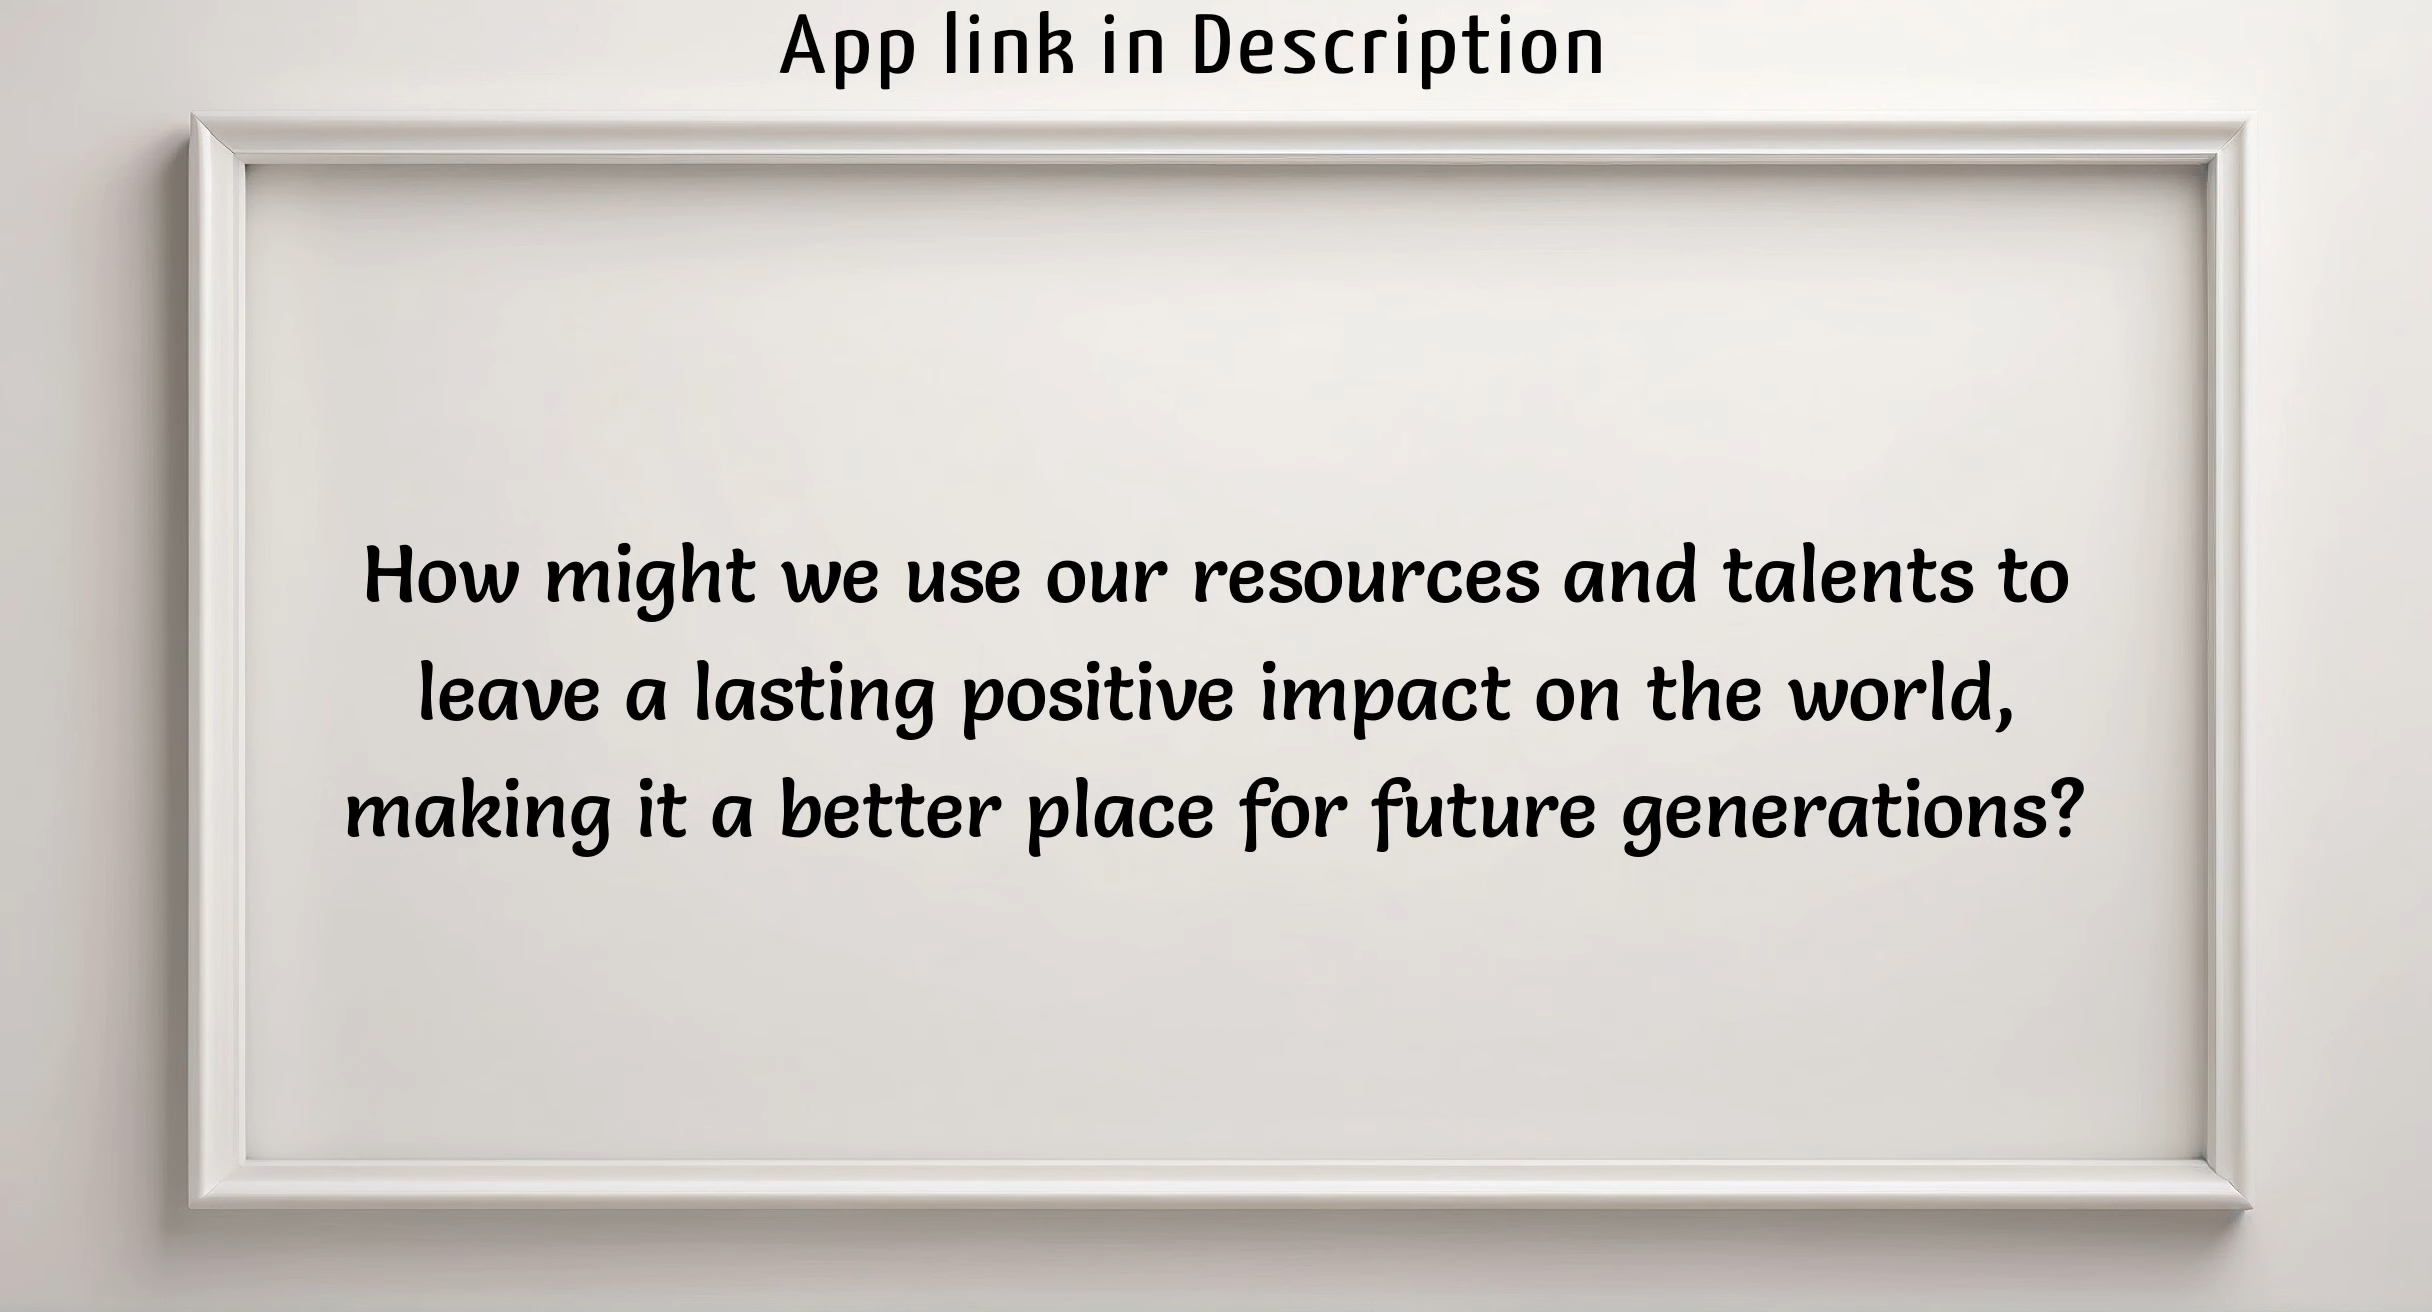 App link in Description
How might we use our resources and talents to
leave a lasting positive impact on the world,
making it a better place for future generations?